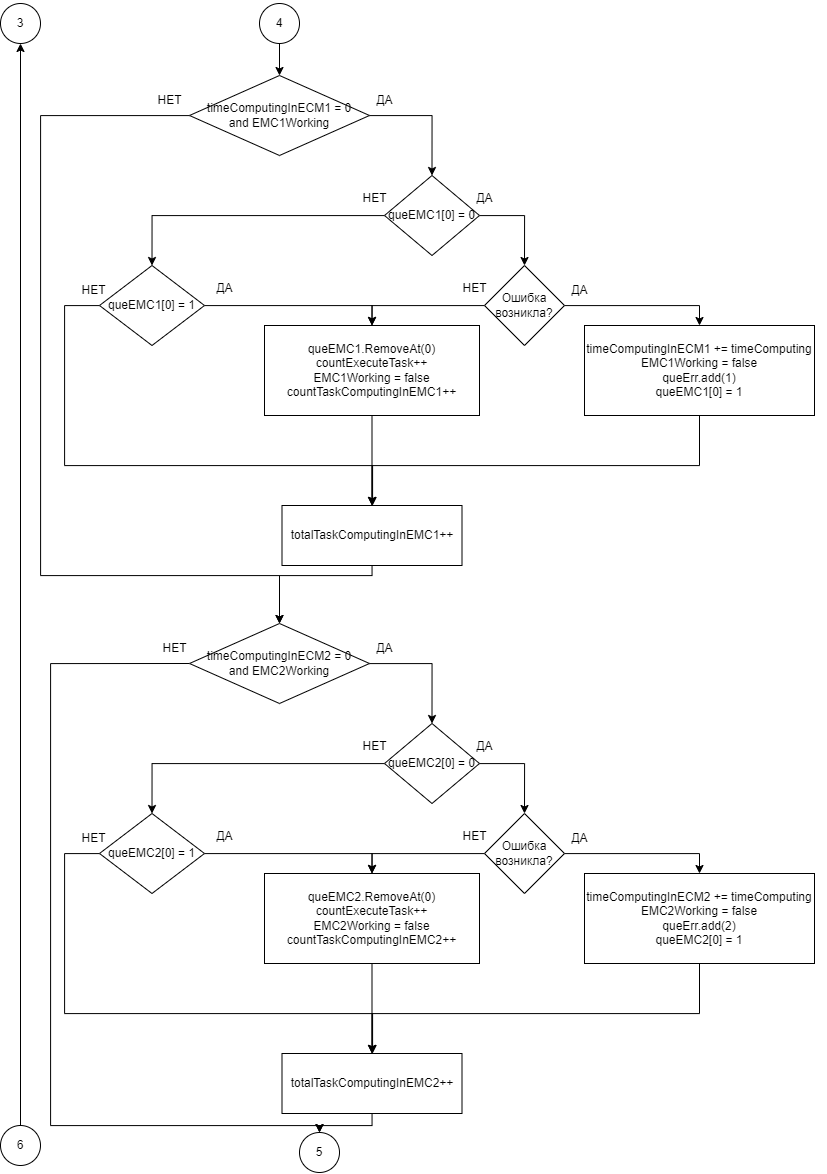 3
4
НЕТ
ДА
timeComputingInECM1 = 0
and EMC1Working
НЕТ
ДА
queEMC1[0] = 0
НЕТ
ДА
НЕТ
ДА
queEMC1[0] = 1
Ошибка
возникла?
queEMC1.RemoveAt(0)
countExecuteTask++
EMC1Working = false
countTaskComputingInEMC1++
timeComputingInECM1 += timeComputing
EMC1Working = false
queErr.add(1)
queEMC1[0] = 1
totalTaskComputingInEMC1++
НЕТ
ДА
timeComputingInECM2 = 0
and EMC2Working
НЕТ
ДА
queEMC2[0] = 0
НЕТ
ДА
НЕТ
ДА
queEMC2[0] = 1
Ошибка
возникла?
queEMC2.RemoveAt(0)
countExecuteTask++
EMC2Working = false
countTaskComputingInEMC2++
timeComputingInECM2 += timeComputing
EMC2Working = false
queErr.add(2)
queEMC2[0] = 1
totalTaskComputingInEMC2++
6
5